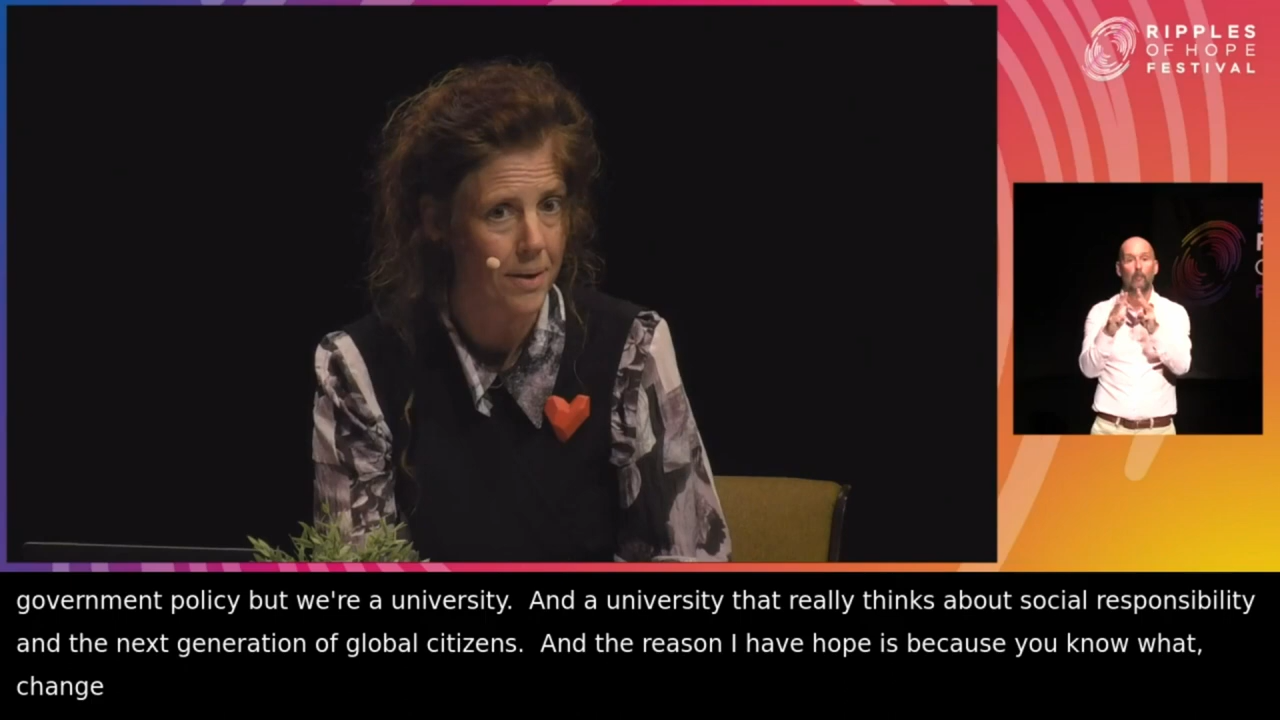 RIPPLES
OF HOPE
FESTIVAL
government policy but we're a university.  And a university that really thinks about social responsibility
and the next generation of global citizens.  And the reason I have hope is because you know what,
change